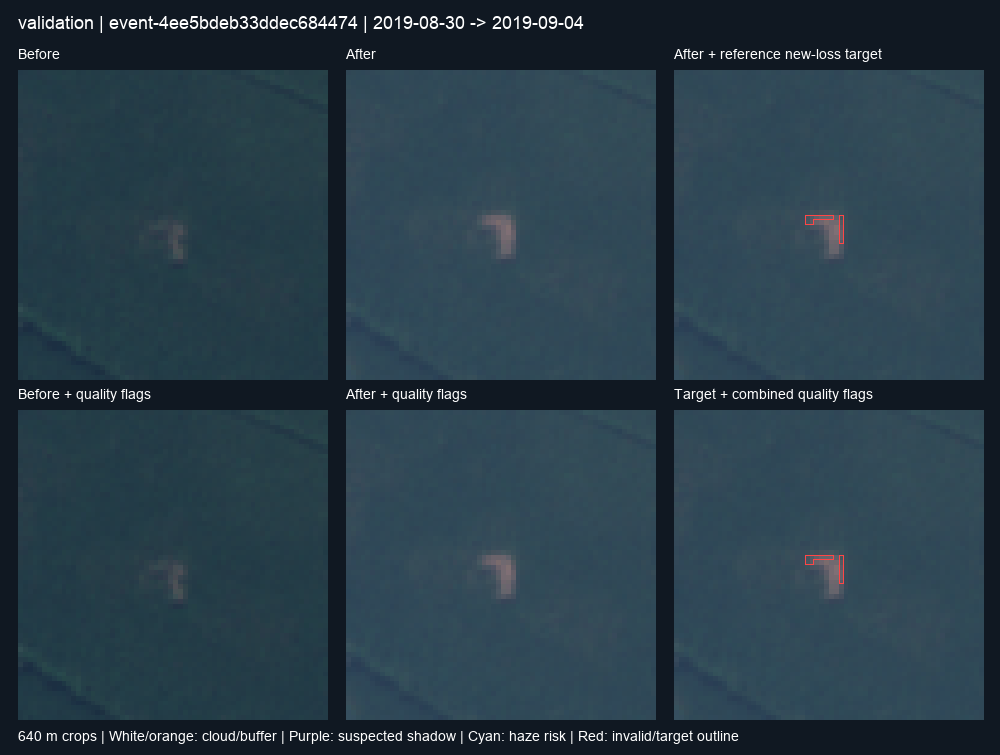 validation | event-4ee5bdeb33ddec684474 | 2019-08-30 -> 2019-09-04
Before
After
After + reference new-loss target
Before + quality flags
After + quality flags
Target + combined quality flags
640 m crops | White/orange: cloud/buffer | Purple: suspected shadow | Cyan: haze risk | Red: invalid/target outline